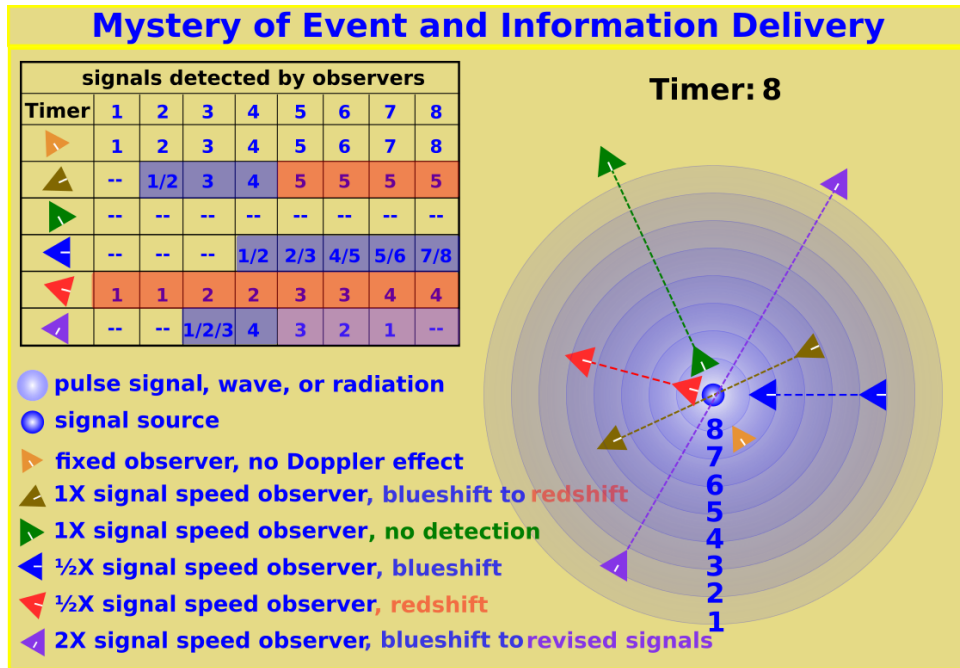 Mystery of Event and Information Delivery
signals detected by observers
Timer 1 2 3 4 5 6 7 8
1 2 3 4 5 6 7 8
-- 1/2 3 4 5 5 5 5
-- -- -- -- -- -- -- --
-- -- -- 1/2 2/3 4/5 5/6 7/8
1 1 2 2 3 3 4 4
-- -- 1/2/3 4 3 2 1 --
pulse signal, wave, or radiation
signal source
fixed observer, no Doppler effect
1X signal speed observer, blueshift to redshift
1X signal speed observer, no detection
½X signal speed observer, blueshift
½X signal speed observer, redshift
2X signal speed observer, blueshift to revised signals
Timer: 8
8
7
6
5
4
3
2
1